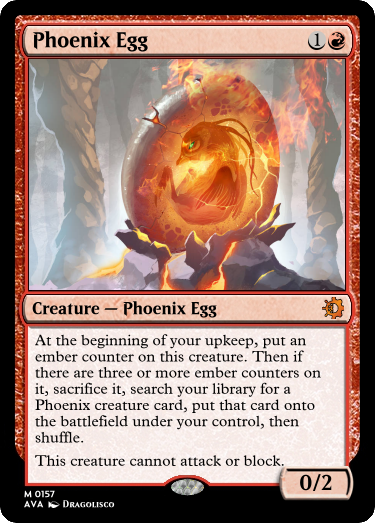 Phoenix Egg 1
Creature — Phoenix Egg
At the beginning of your upkeep, put an
ember counter on this creature. Then if
there are three or more ember counters on
it, sacrifice it, search your library for a
Phoenix creature card, put that card onto
the battlefield under your control, then
shuffle.
This creature cannot attack or block.
0/2
M 0157
AVA Dragolisco